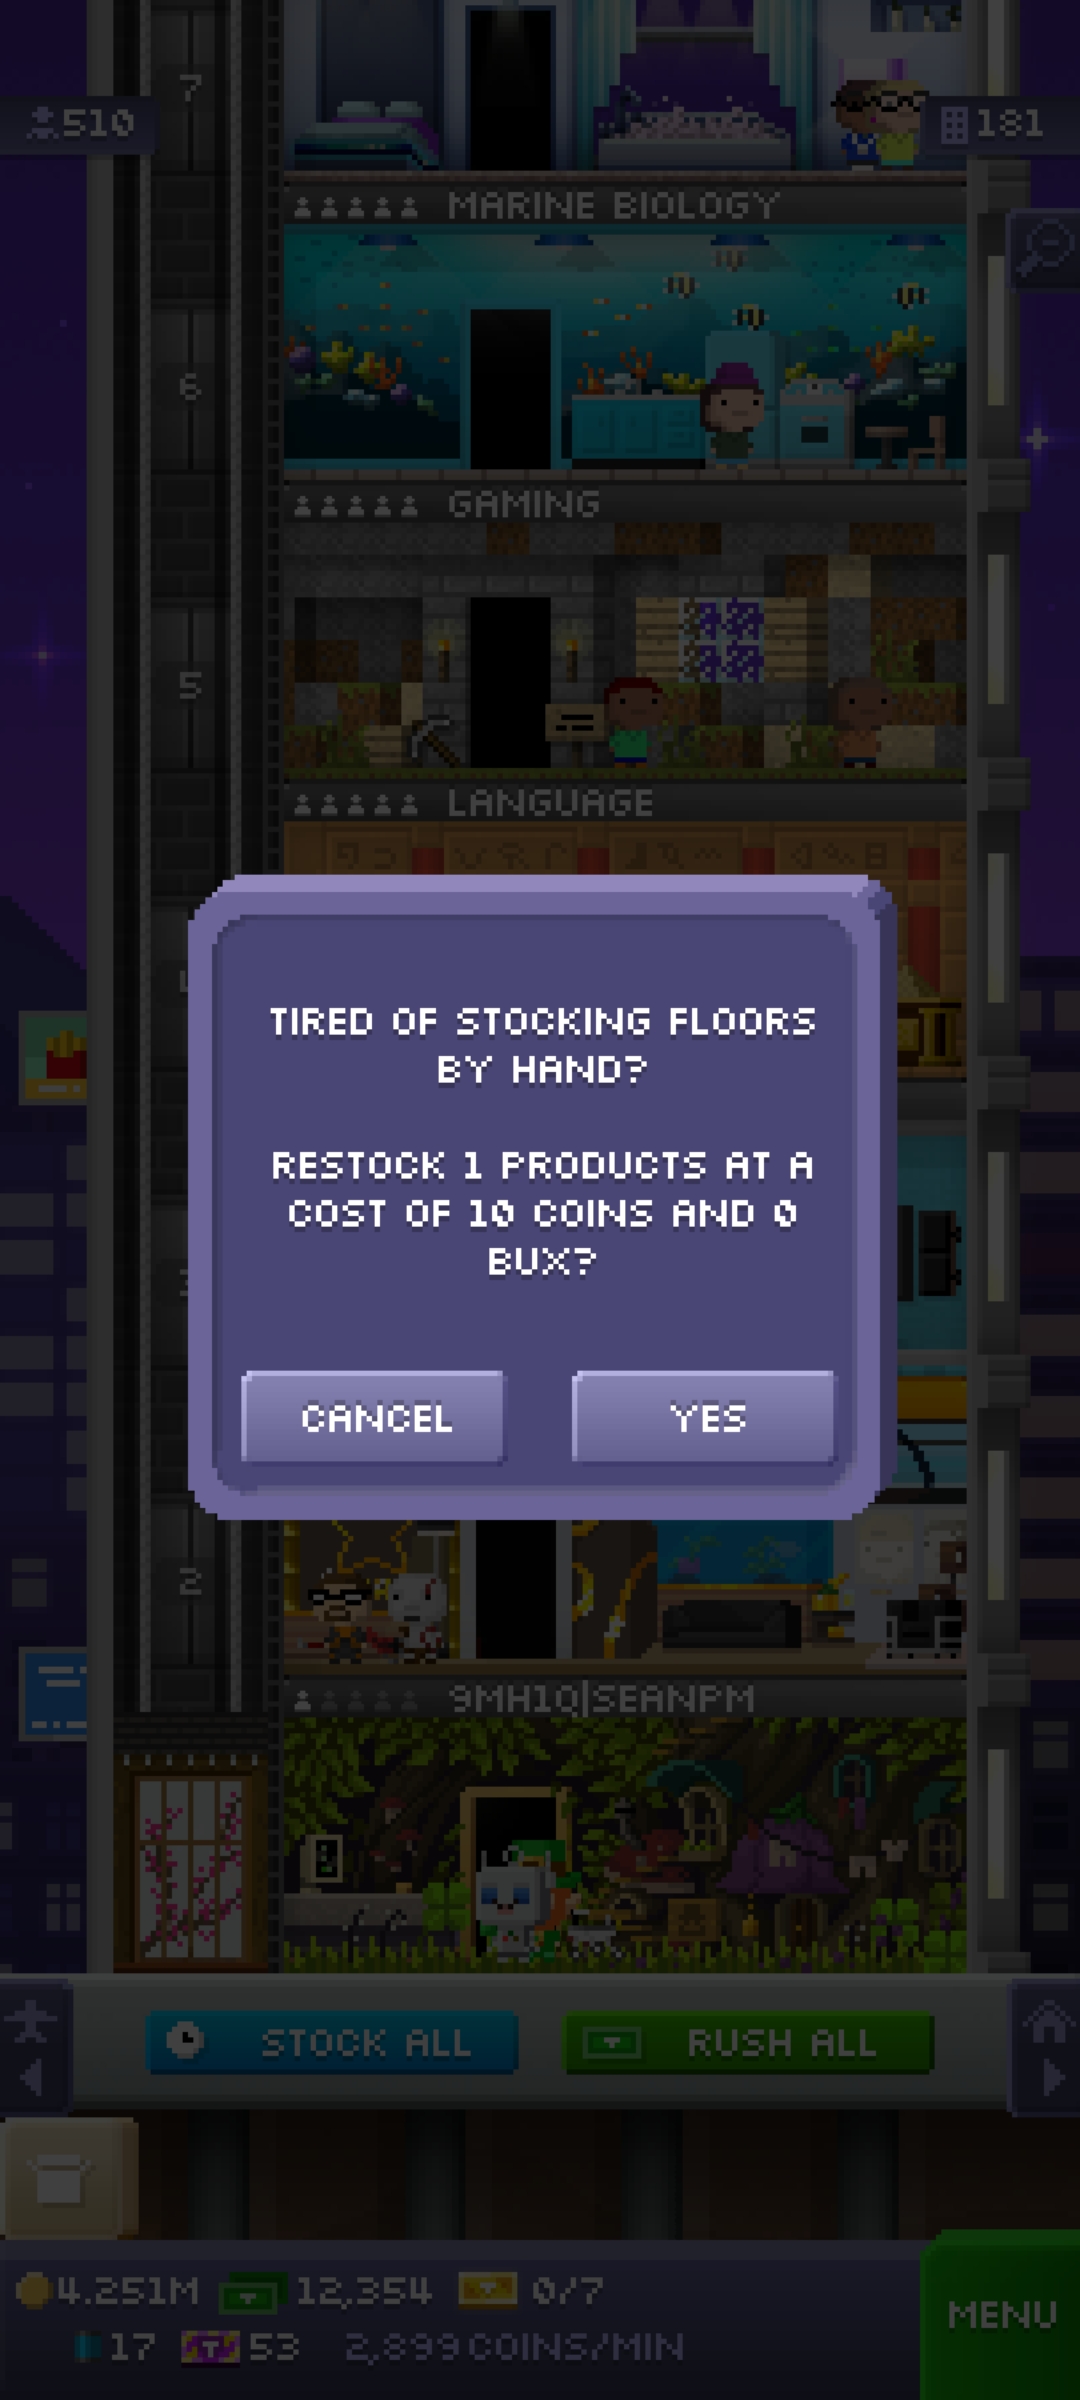 7
510
181
MARINE BIOLOGY
6
GAMING
5
LANGUAGE
TIRED OF STOCKING FLOORS
BY HAND?
RESTOCK 1 PRODUCTS AT A
COST OF 10 COINS AND 0
BUX?
CANCEL
YES
2
9MH1Q|SEANPM
STOCK ALL
RUSH ALL
4.251M
12,354
0/7
MENU
17
53
2,899 COINS/MIN